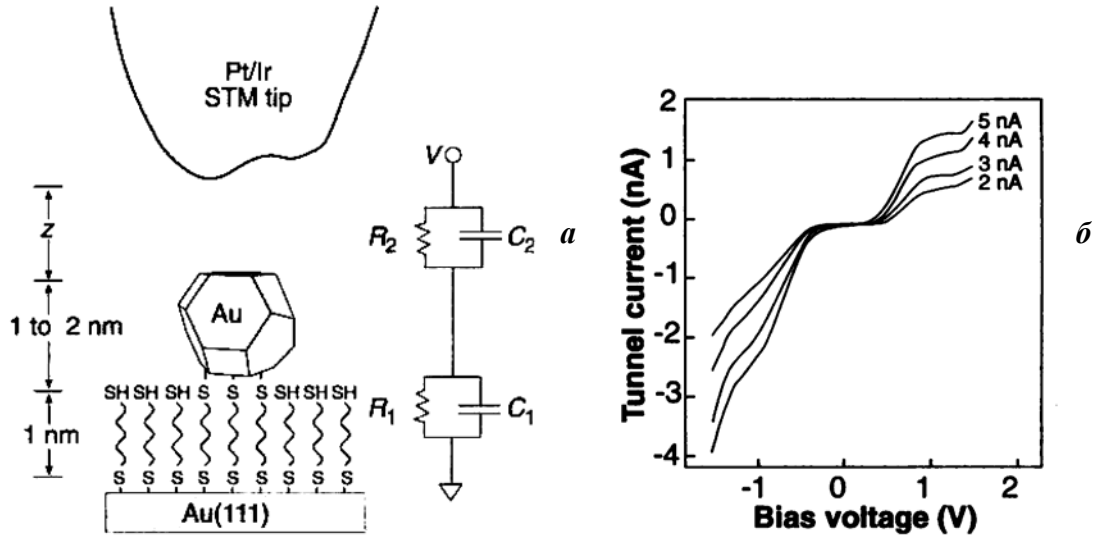 Pt/Ir
STM tip
z
1 to 2 nm
1 nm
Au
SH SH SH S S S SH SH SH
S S S S S S S S S
Au(111)
V
R2
C2
R1
C1
а
2
1
0
-1
-2
-3
-4
Tunnel current (nA)
5 nA
4 nA
3 nA
2 nA
-1 0 1 2
Bias voltage (V)
б